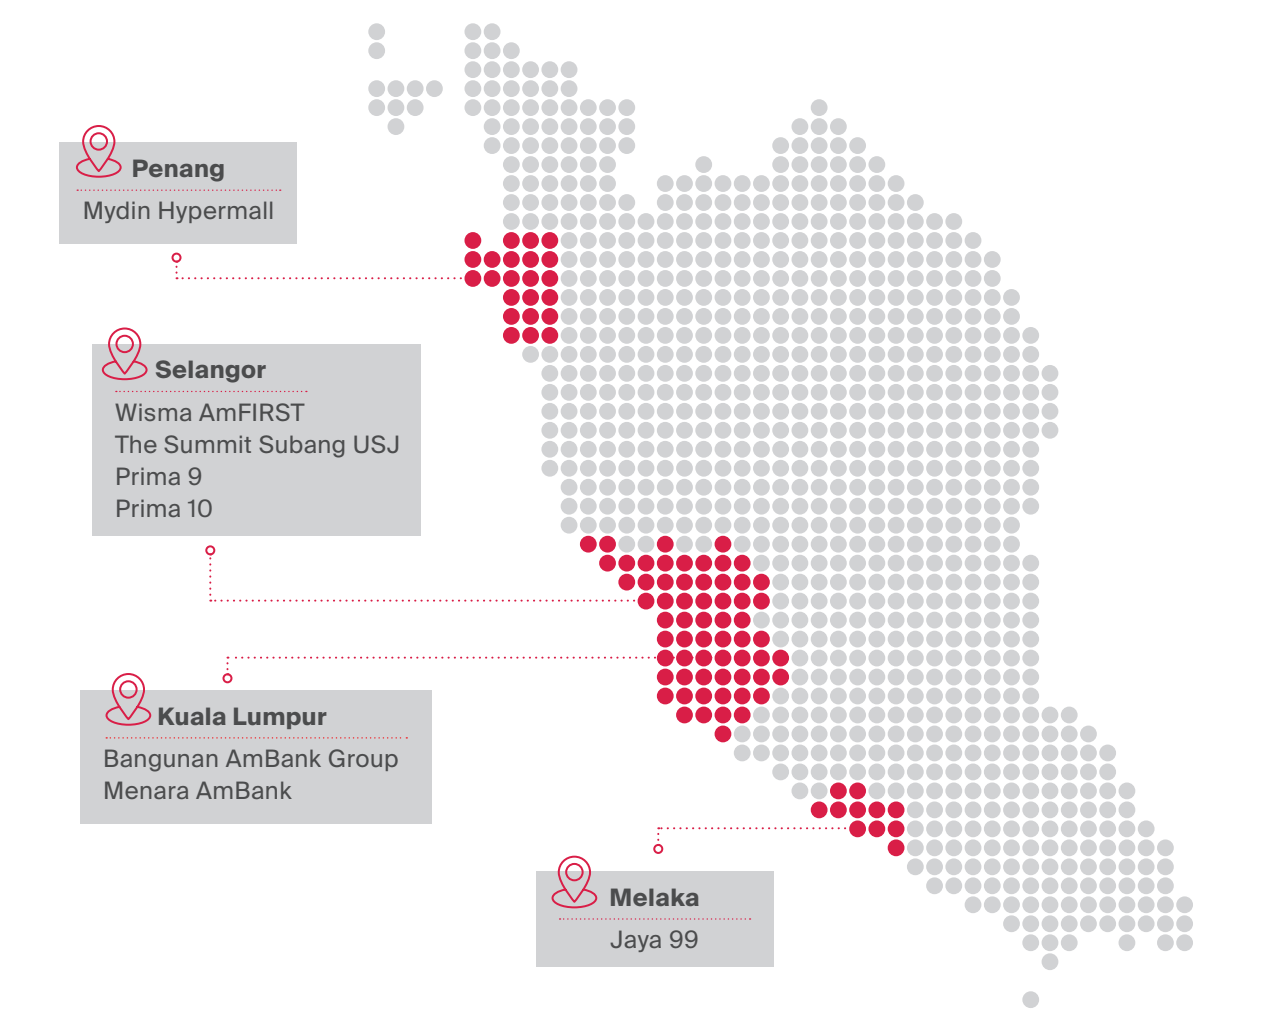 Penang
Mydin Hypermall
Selangor
Wisma AmFIRST
The Summit Subang USJ
Prima 9
Prima 10
Kuala Lumpur
Bangunan AmBank Group
Menara AmBank
Melaka
Jaya 99